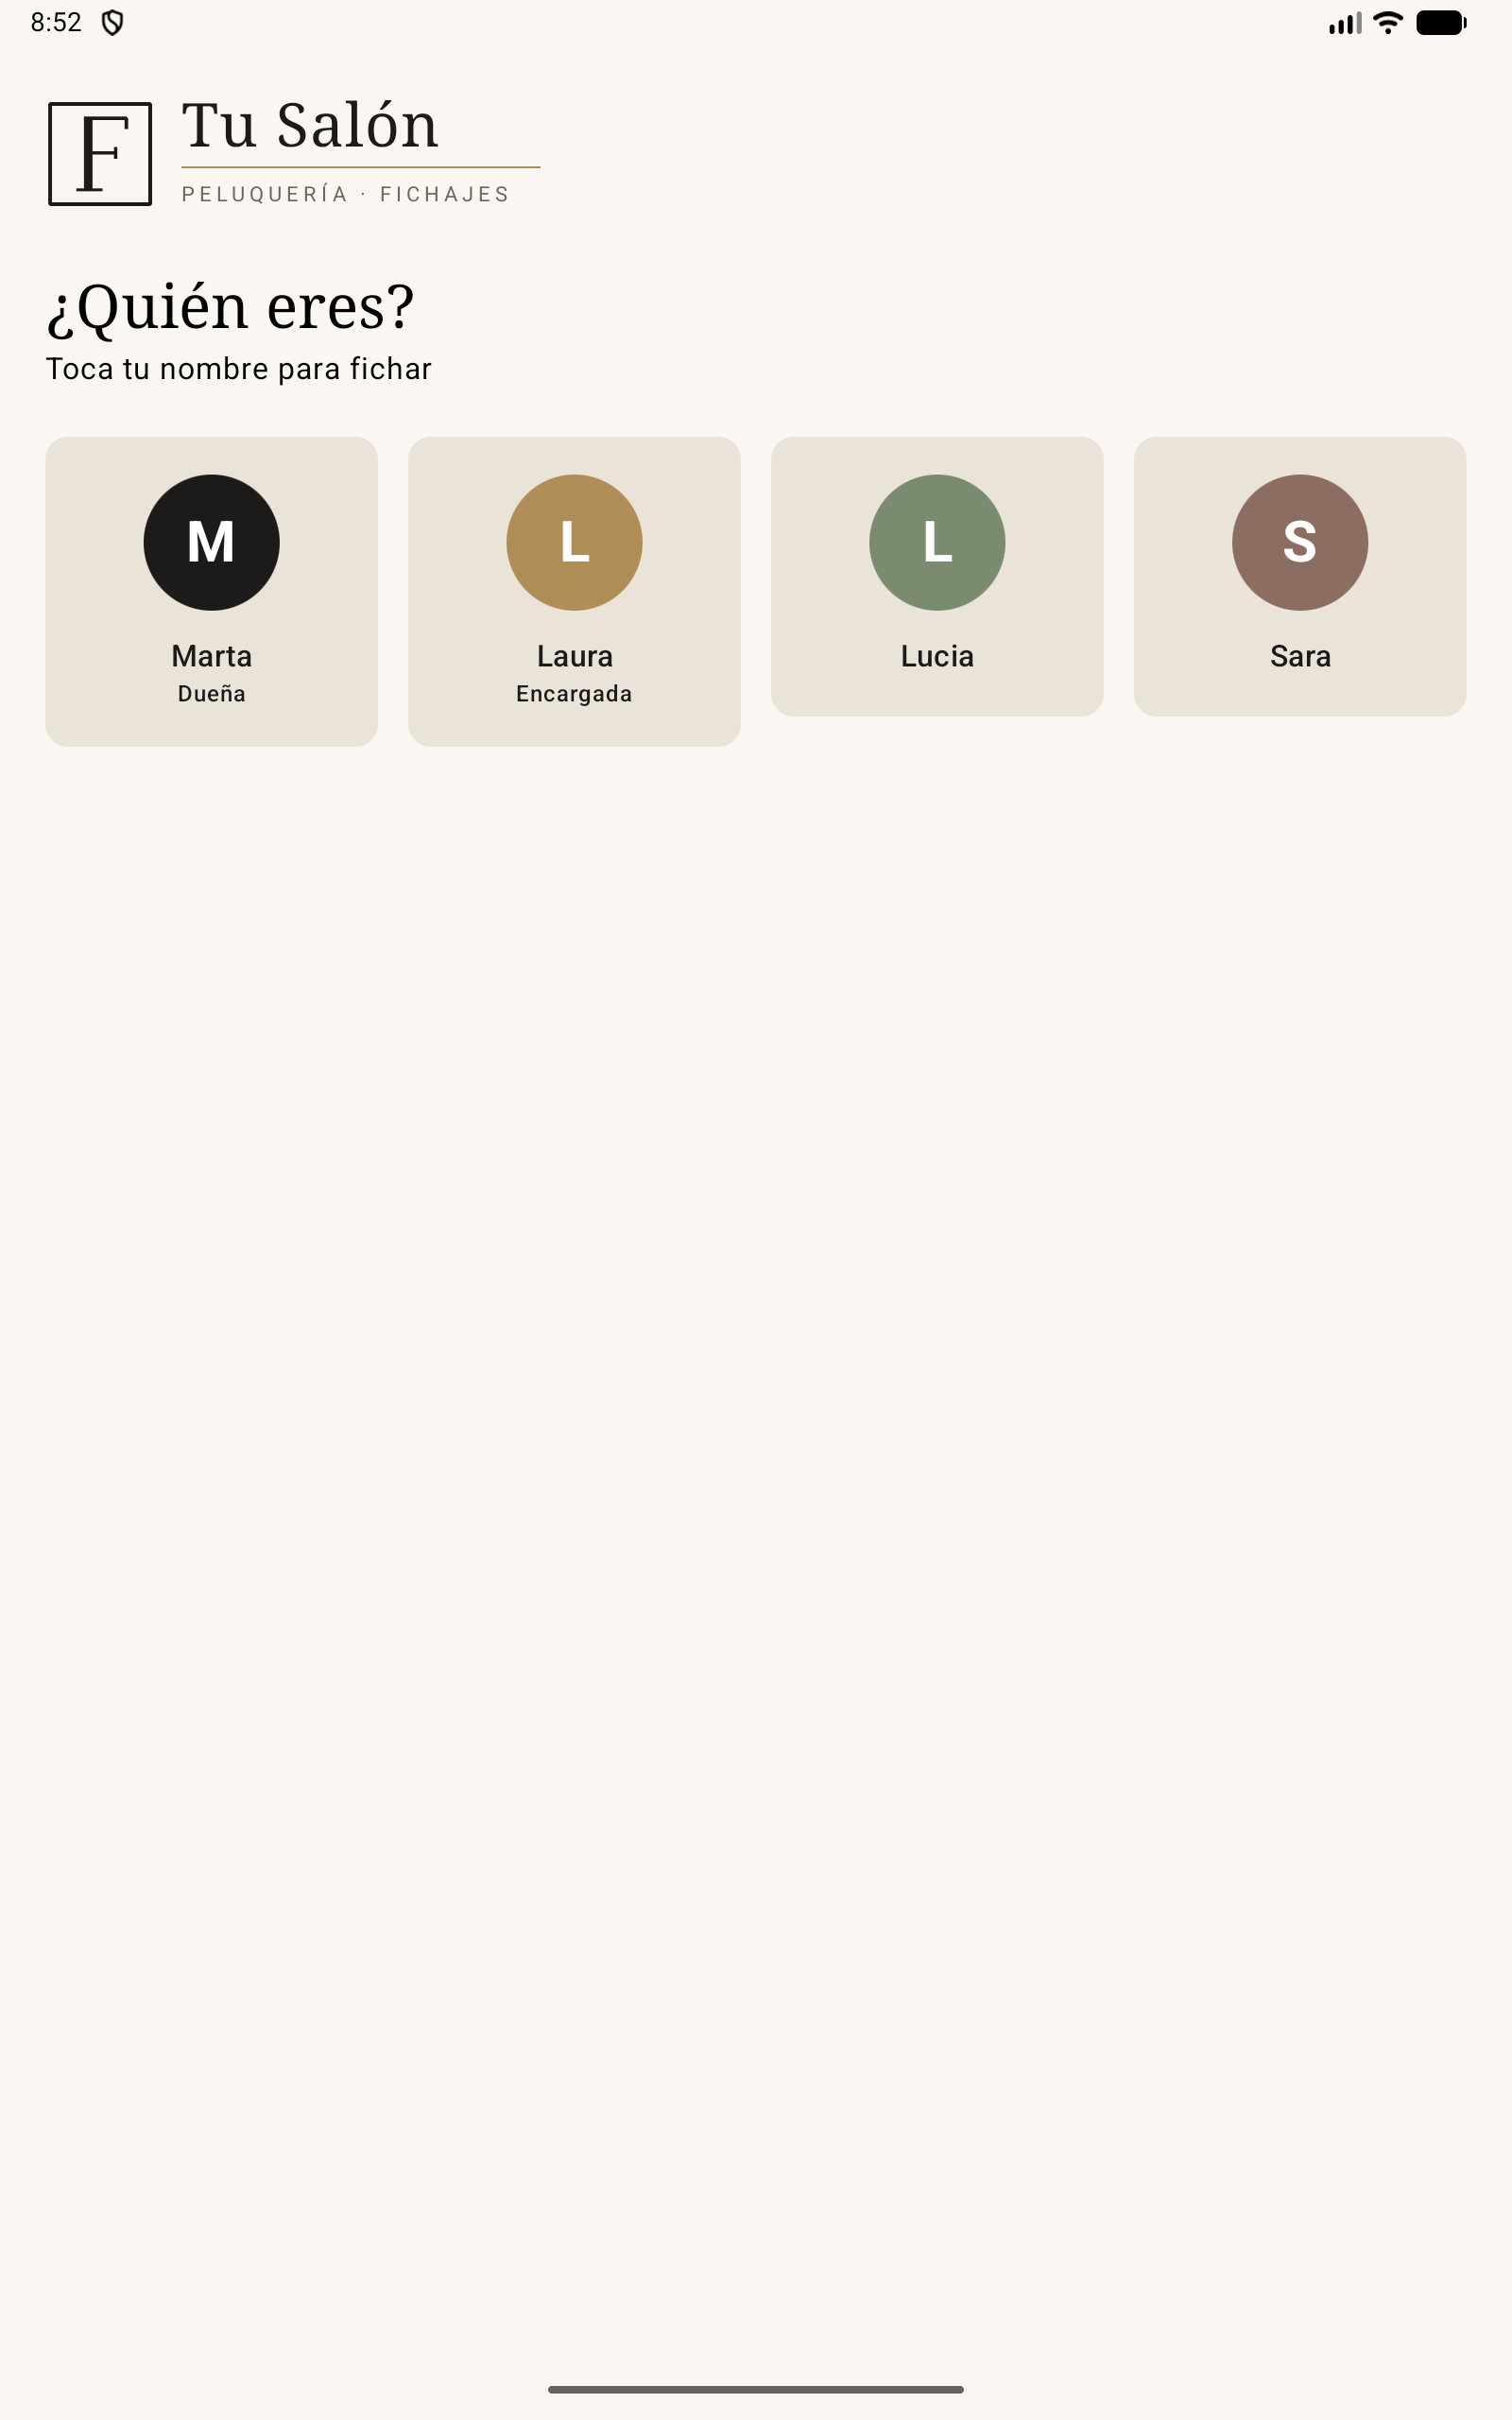 8:52
F
Tu Salón
PELUQUERÍA · FICHAJES
¿Quién eres?
Toca tu nombre para fichar
M
L
L
S
Marta
Laura
Lucia
Sara
Dueña
Encargada